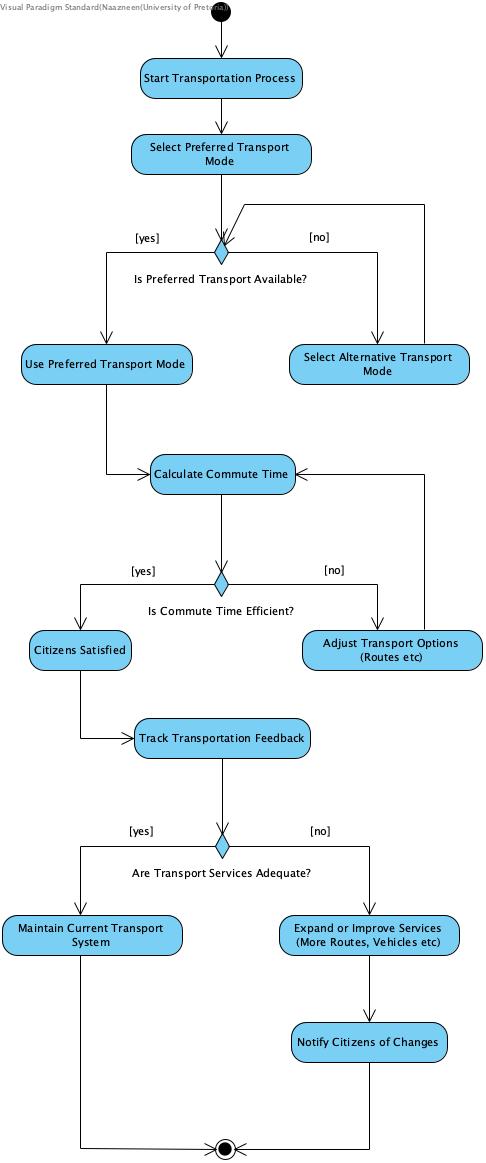 Visual Paradigm Standard(Naazneen(University of Pretoria))
Start Transportation Process
Select Preferred Transport
Mode
[yes]
[no]
Is Preferred Transport Available?
Use Preferred Transport Mode
Select Alternative Transport
Mode
Calculate Commute Time
[yes]
[no]
Is Commute Time Efficient?
Citizens Satisfied
Adjust Transport Options
(Routes etc)
Track Transportation Feedback
[yes]
[no]
Are Transport Services Adequate?
Maintain Current Transport
System
Expand or Improve Services
(More Routes, Vehicles etc)
Notify Citizens of Changes